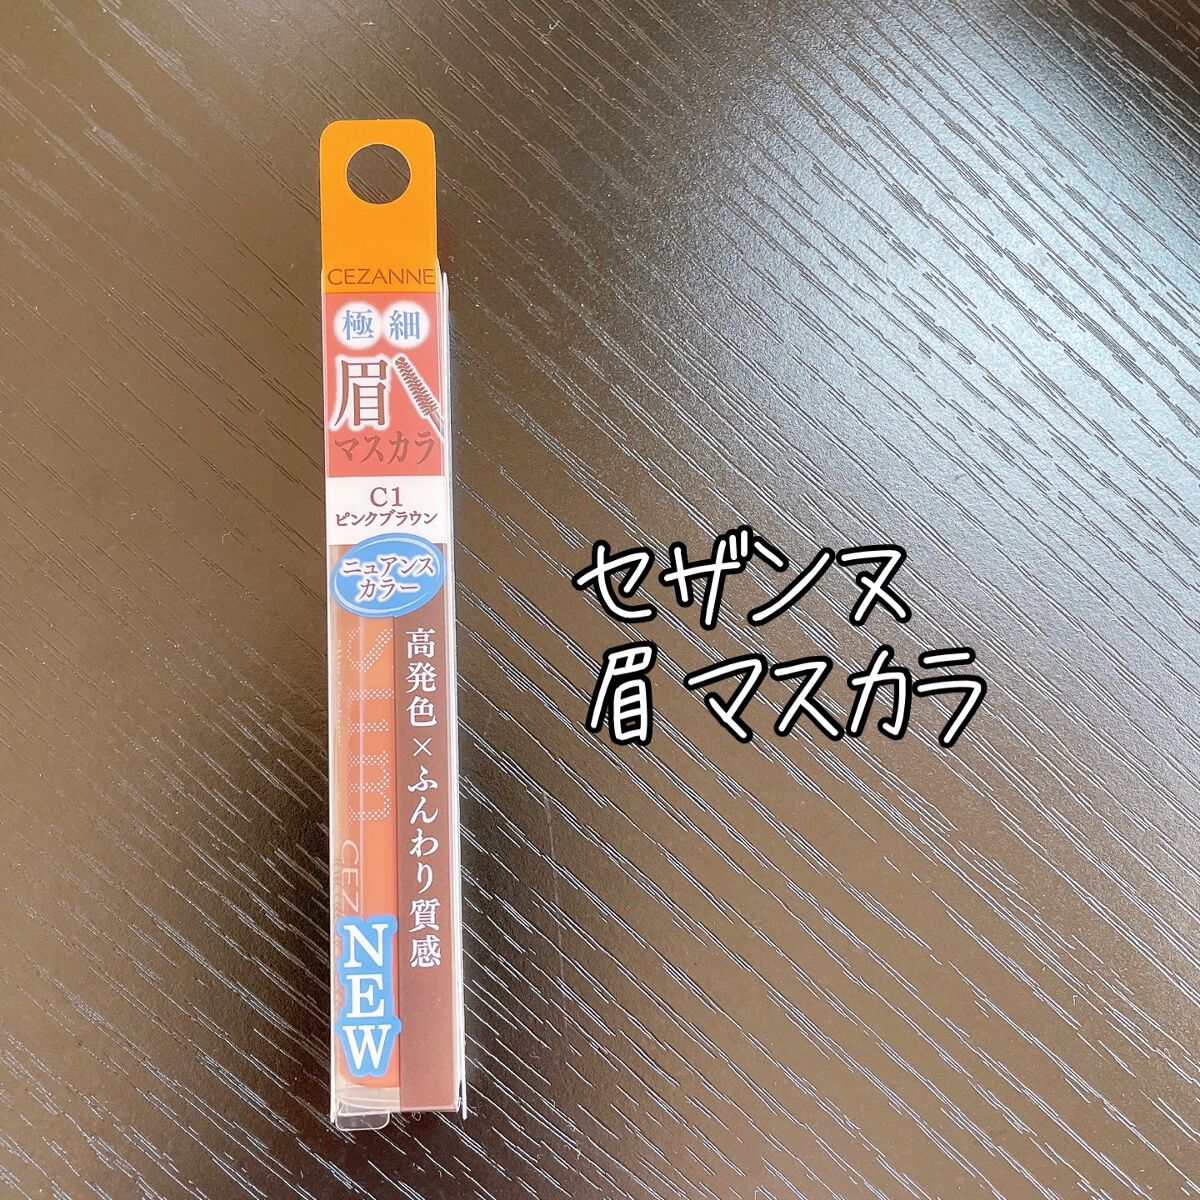 CEZANNE
極細
眉
マスカラ
C1
ピンクブラウン
ニュアンス
カラー
高発色×ふんわり質感
slim
CEZ
NEW
セザンヌ
眉マスカラ